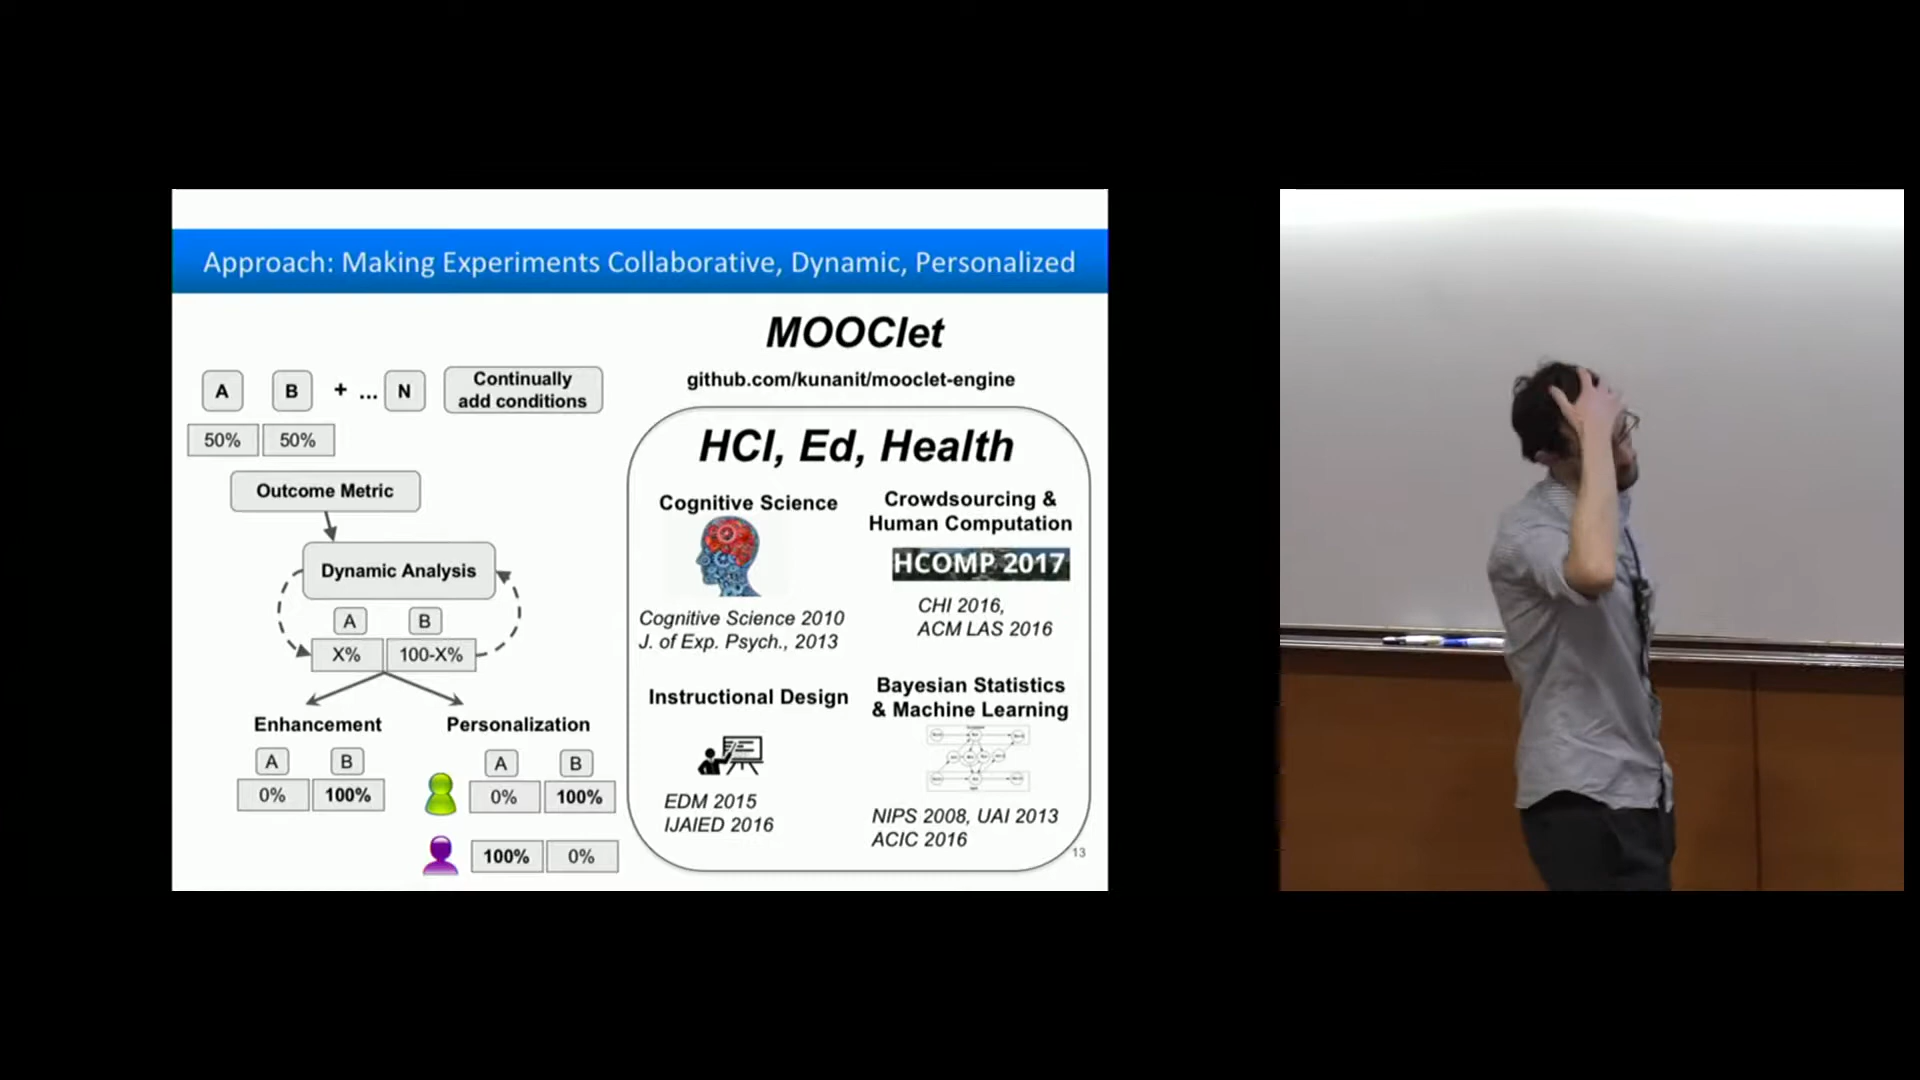 Approach: Making Experiments Collaborative, Dynamic, Personalized
MOOClet
github.com/kunanit/mooclet-engine
A B + ... N
Continually
add conditions
50% 50%
Outcome Metric
Dynamic Analysis
A B
X% 100-X%
Enhancement
A B
0% 100%
Personalization
A B
0% 100%
100% 0%
HCI, Ed, Health
Cognitive Science
Cognitive Science 2010
J. of Exp. Psych., 2013
Crowdsourcing &
Human Computation
HCOMP 2017
CHI 2016,
ACM LAS 2016
Instructional Design
EDM 2015
IJAIED 2016
Bayesian Statistics
& Machine Learning
NIPS 2008, UAI 2013
ACIC 2016
13